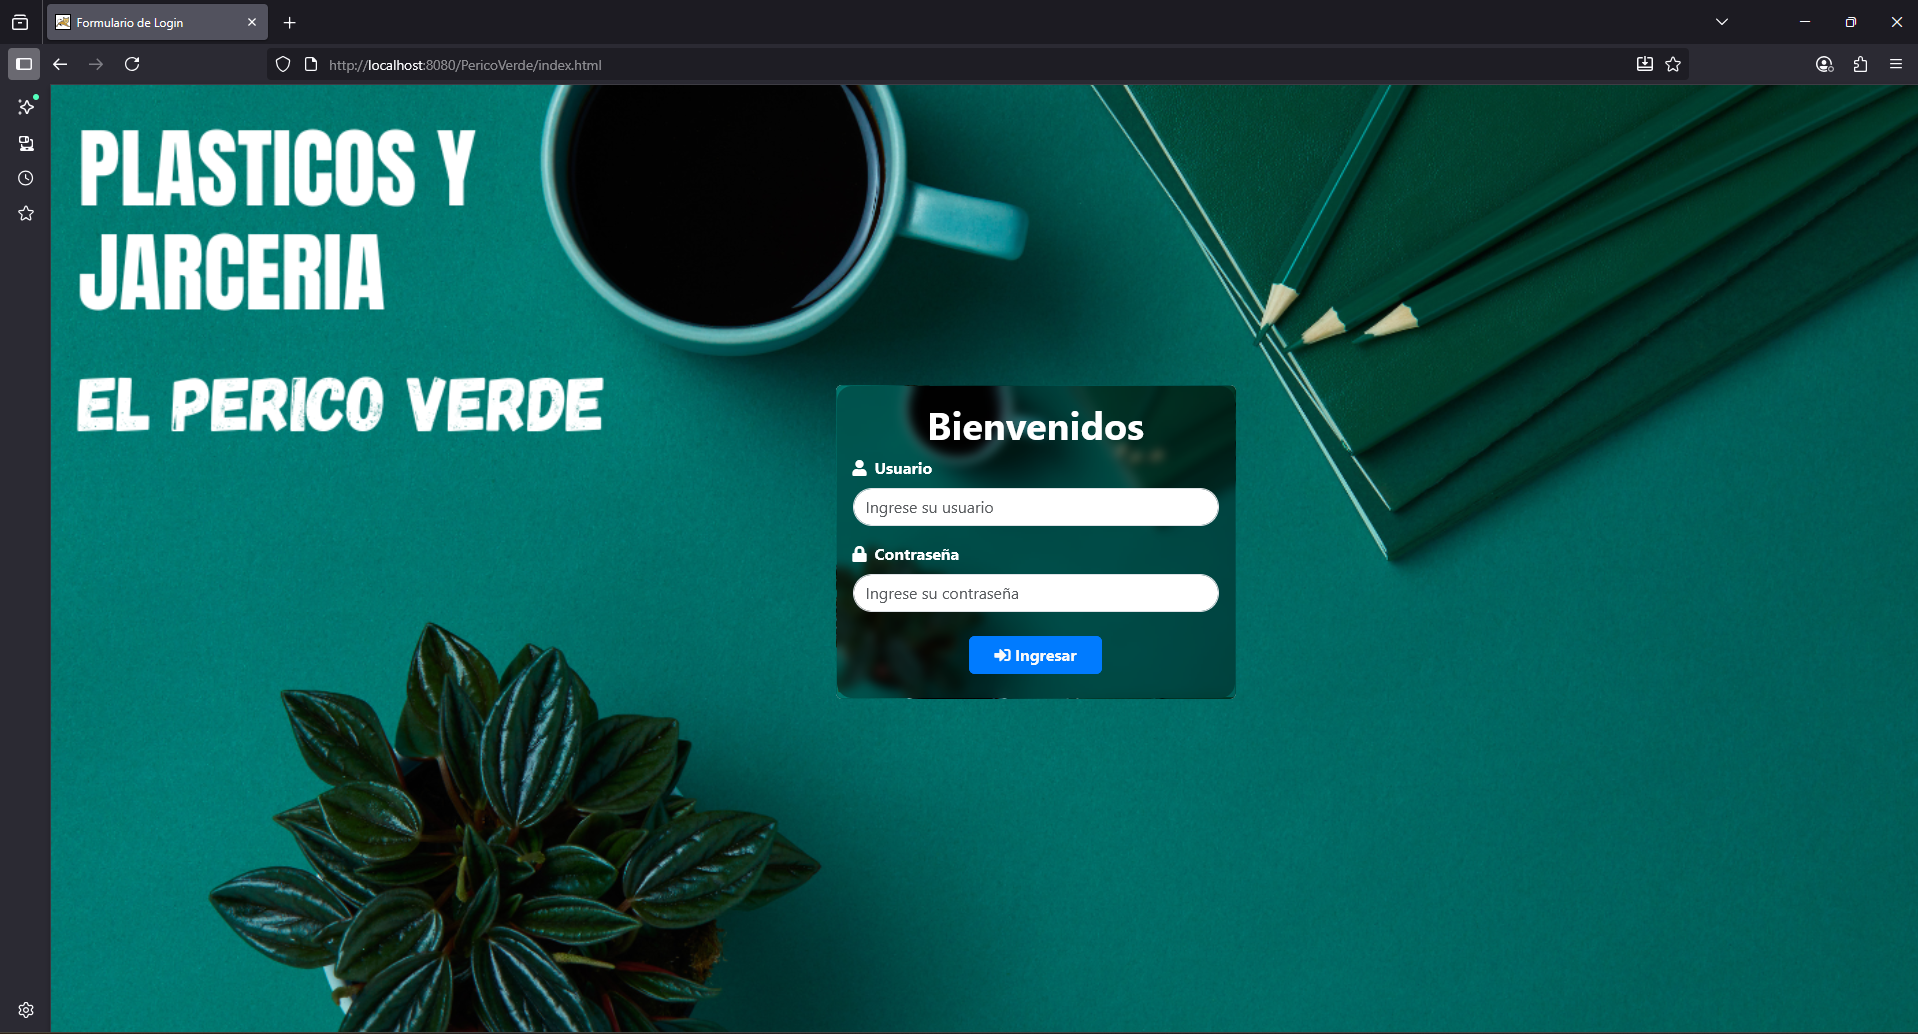 Formulario de Login
http://localhost:8080/PericoVerde/index.html
PLASTICOS Y
JARCERIA
EL PERICO VERDE
Bienvenidos
Usuario
Ingrese su usuario
Contraseña
Ingrese su contraseña
Ingresar